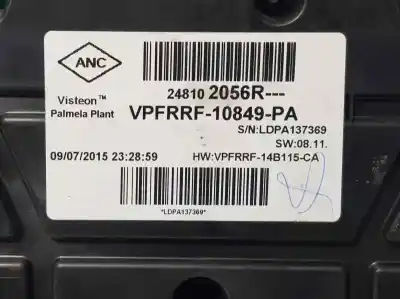 ANC
24810 2056R---
Visteon™
Palmela Plant
VPFRRF-10849-PA
S/N:LDPA137369
SW:08.11.
09/07/2015 23:28:59
HW:VPFRRF-14B115-CA
*LDPA137369*